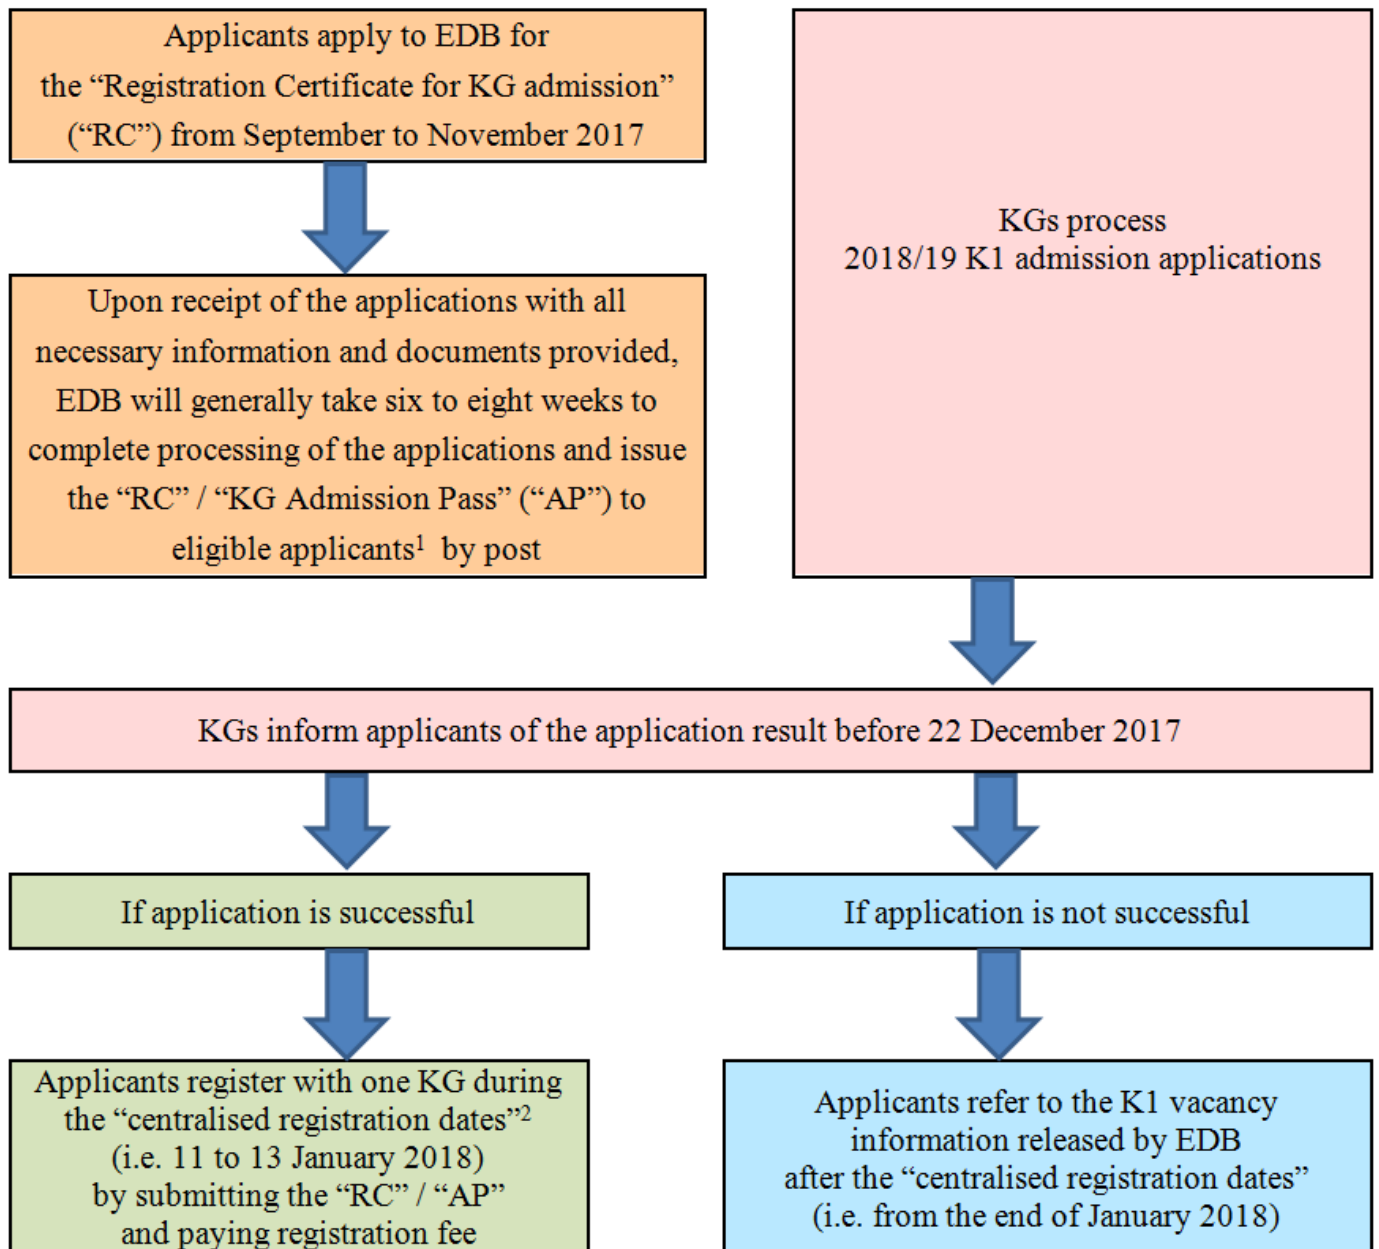 Applicants apply to EDB for
the “Registration Certificate for KG admission”
(“RC”) from September to November 2017
Upon receipt of the applications with all
necessary information and documents provided,
EDB will generally take six to eight weeks to
complete processing of the applications and issue
the “RC” / “KG Admission Pass” (“AP”) to
eligible applicants¹ by post
KGs process
2018/19 K1 admission applications
KGs inform applicants of the application result before 22 December 2017
If application is successful
Applicants register with one KG during
the “centralised registration dates”²
(i.e. 11 to 13 January 2018)
by submitting the “RC” / “AP”
and paying registration fee
If application is not successful
Applicants refer to the K1 vacancy
information released by EDB
after the “centralised registration dates”
(i.e. from the end of January 2018)